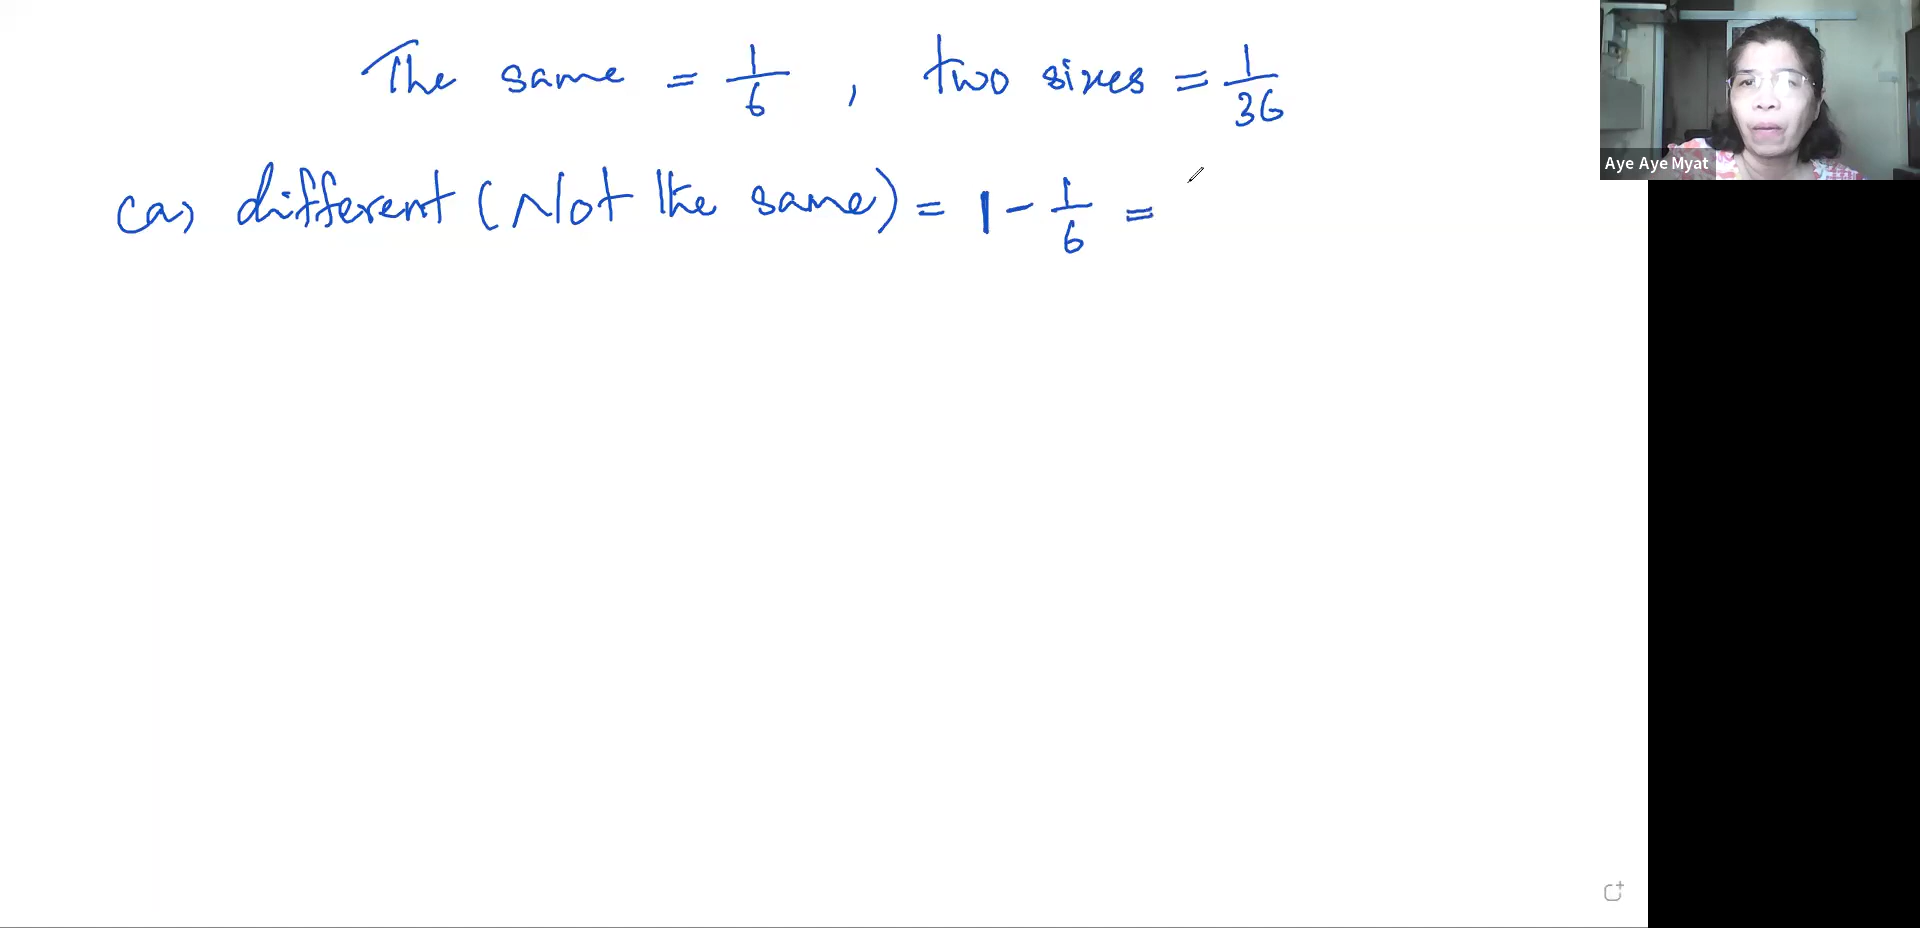 The same = 1/6 , two sixes = 1/36
(a) different (Not the same) = 1 - 1/6 =
Aye Aye Myat